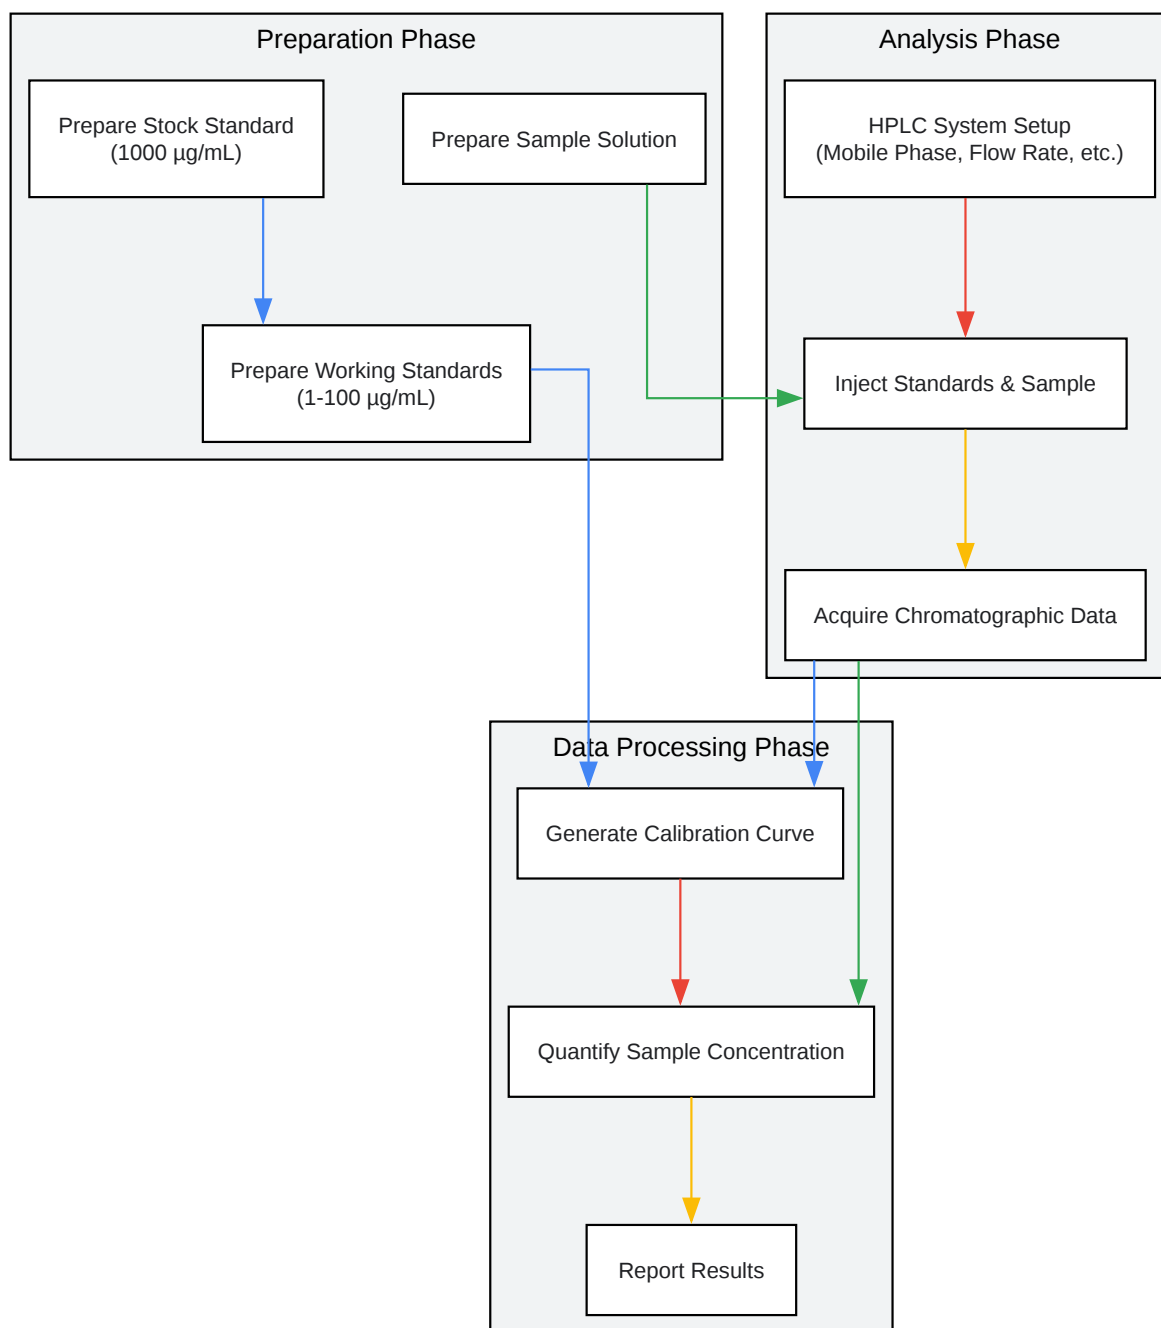 Preparation Phase
Prepare Stock Standard
(1000 µg/mL)
Prepare Sample Solution
Prepare Working Standards
(1-100 µg/mL)
Analysis Phase
HPLC System Setup
(Mobile Phase, Flow Rate, etc.)
Inject Standards & Sample
Acquire Chromatographic Data
Data Processing Phase
Generate Calibration Curve
Quantify Sample Concentration
Report Results